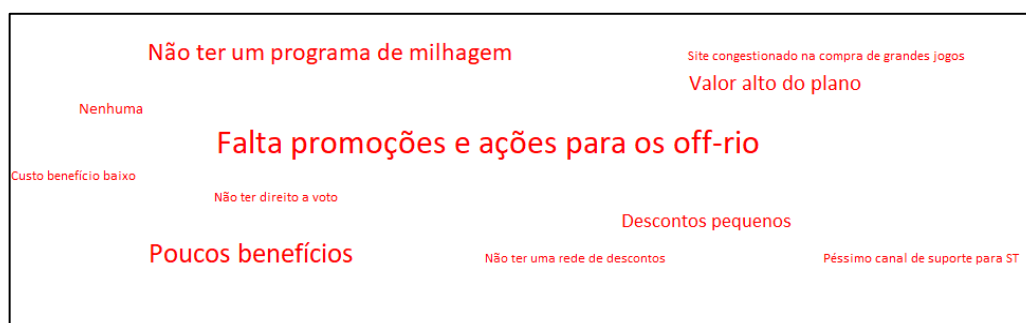 Não ter um programa de milhagem
Site congestionado na compra de grandes jogos
Valor alto do plano
Nenhuma
Falta promoções e ações para os off-rio
Custo benefício baixo
Não ter direito a voto
Descontos pequenos
Poucos benefícios
Não ter uma rede de descontos
Péssimo canal de suporte para ST